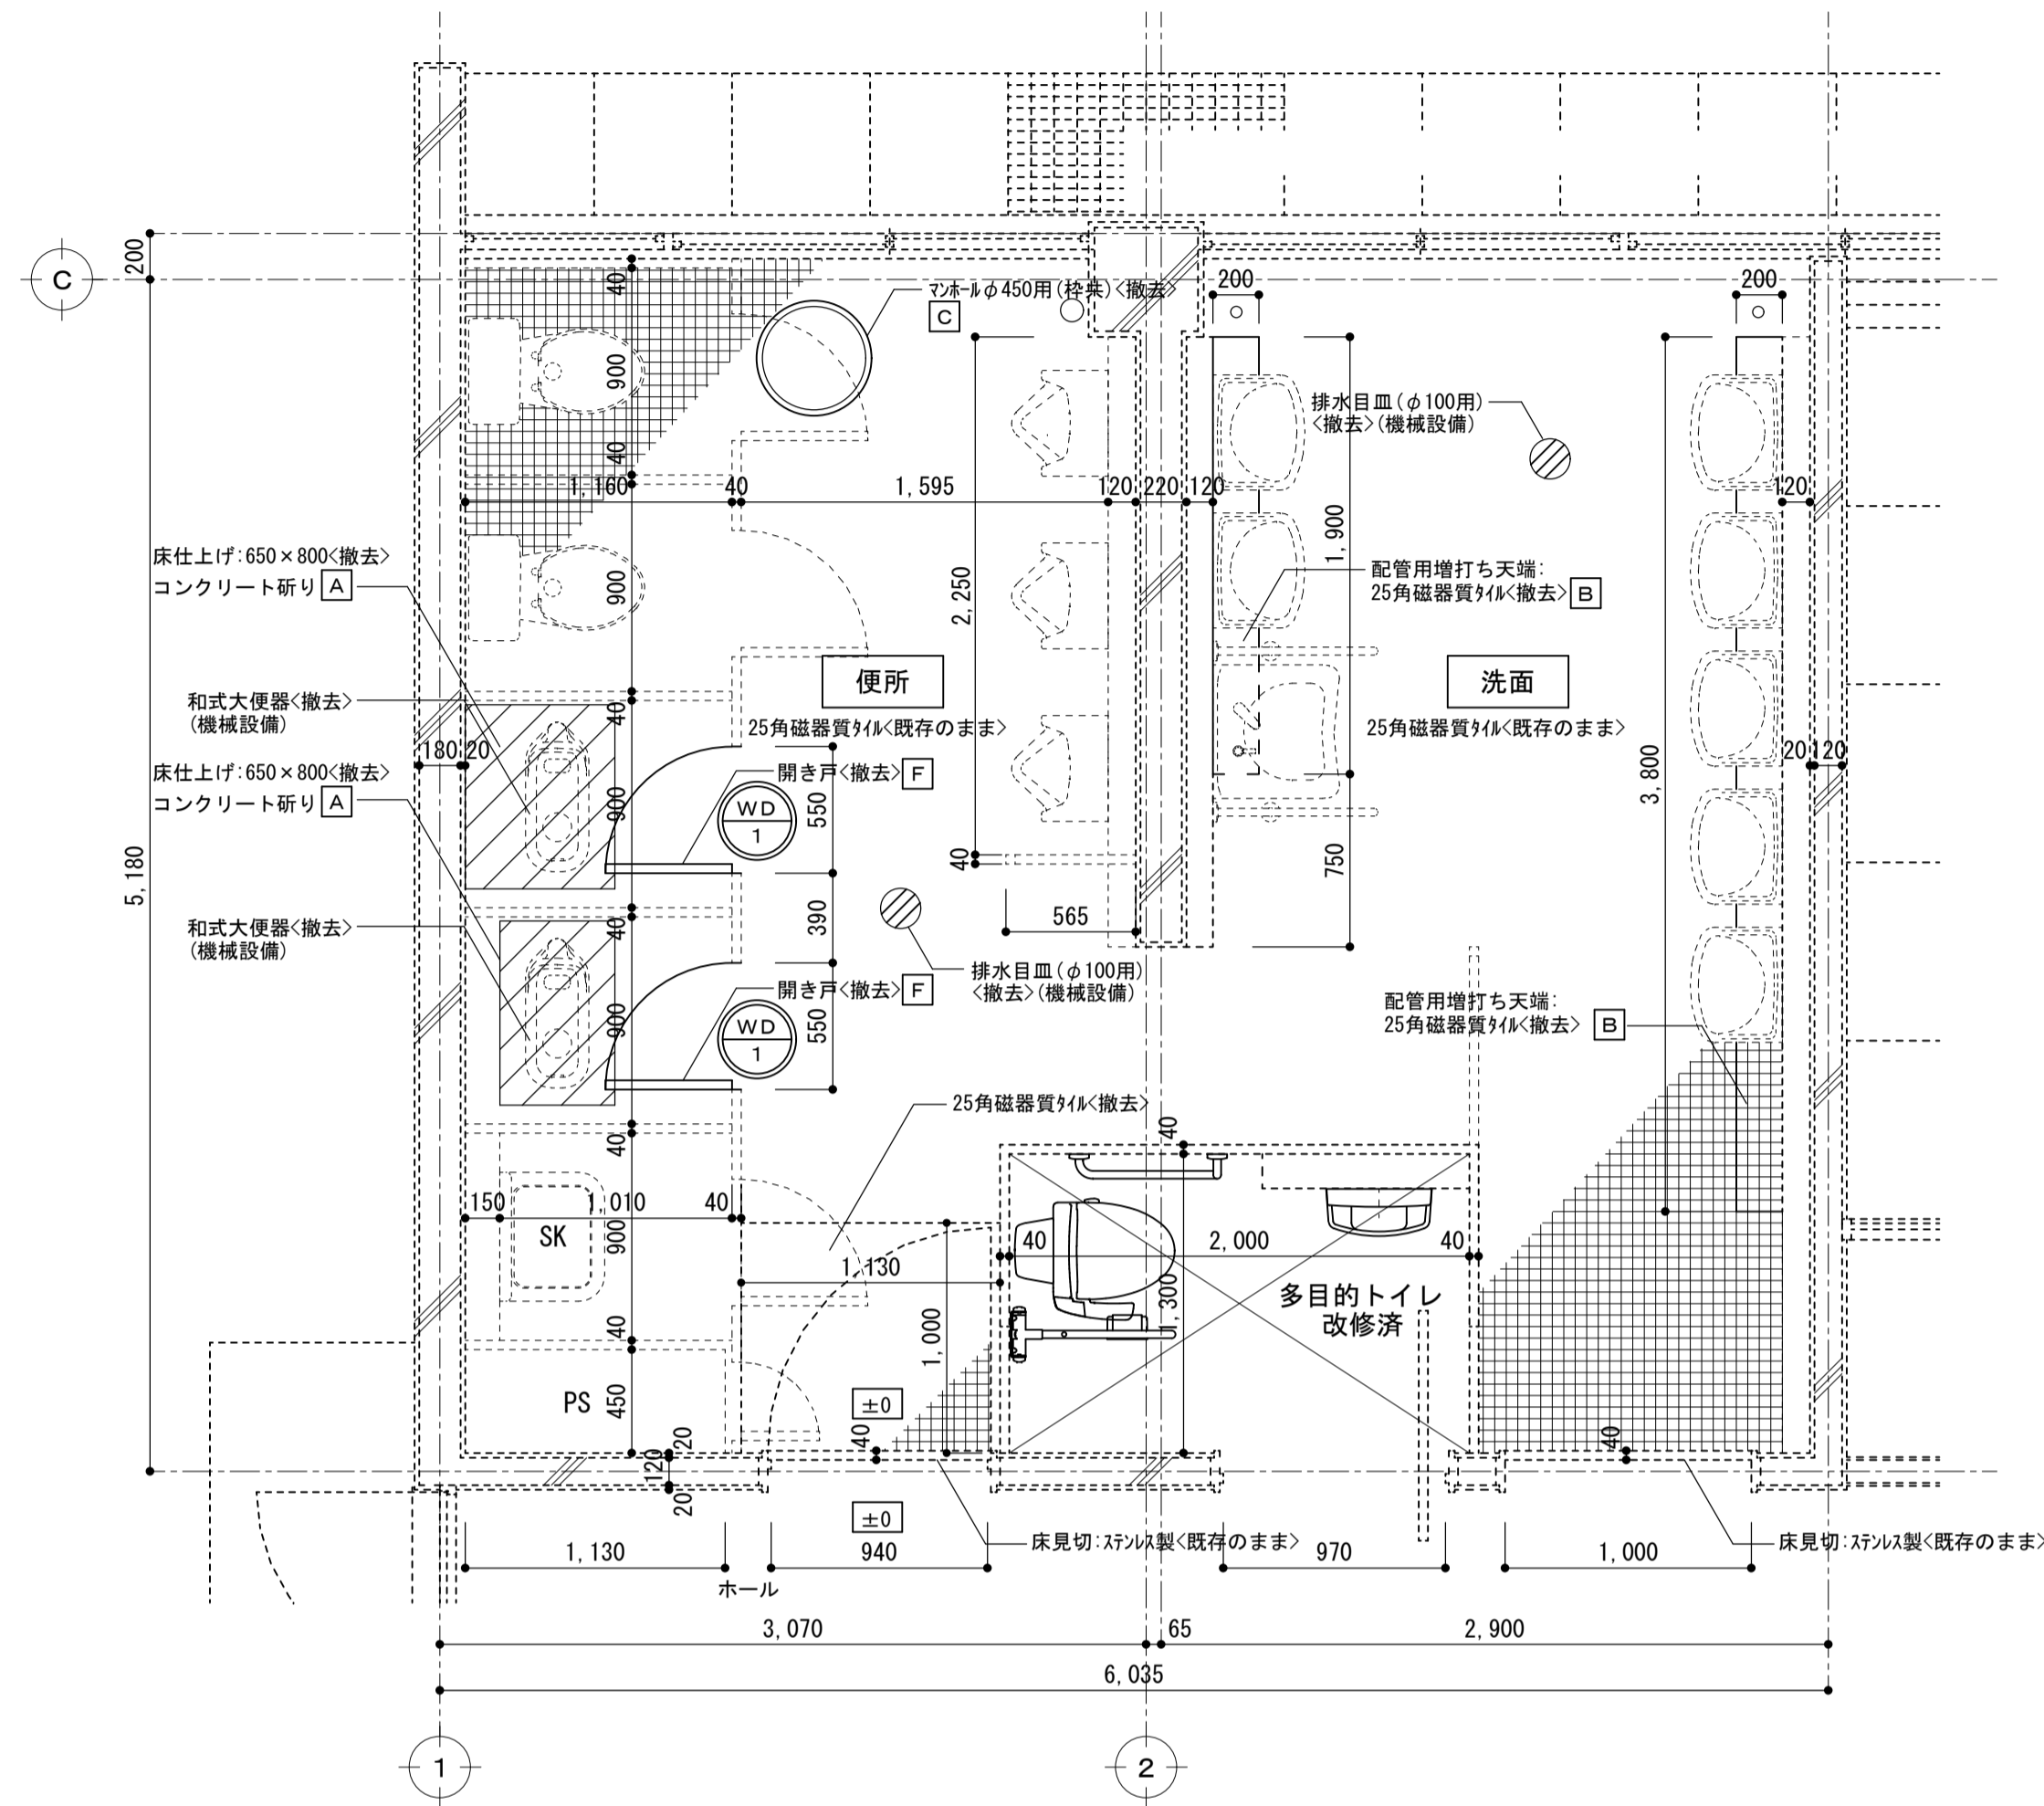 200
C
40
マンホールφ450用(枠共)<撤去>
C
200
200
900
排水目皿(φ100用)
<撤去>(機械設備)
40
1,160
40
1,595
120
220
120
120
1,900
床仕上げ:650×800<撤去>
コンクリート斫り A
900
2,250
配管用増打ち天端:
25角磁器質タイル<撤去> B
便所
25角磁器質タイル<既存のまま>
洗面
25角磁器質タイル<既存のまま>
和式大便器<撤去>
(機械設備)
40
180
20
20
120
床仕上げ:650×800<撤去>
コンクリート斫り A
開き戸<撤去> F
WD
1
900
550
3,800
5,180
40
750
和式大便器<撤去>
(機械設備)
40
390
565
排水目皿(φ100用)
<撤去>(機械設備)
開き戸<撤去> F
WD
1
900
550
配管用増打ち天端:
25角磁器質タイル<撤去> B
25角磁器質タイル<撤去>
40
40
150
1,010
40
SK
900
40
2,000
40
1,130
1,300
多目的トイレ
改修済
1,000
40
PS
450
±0
20
120
20
40
40
±0
床見切:ステンレス製<既存のまま>
床見切:ステンレス製<既存のまま>
1,130
940
970
1,000
ホール
3,070
65
2,900
6,035
1
2